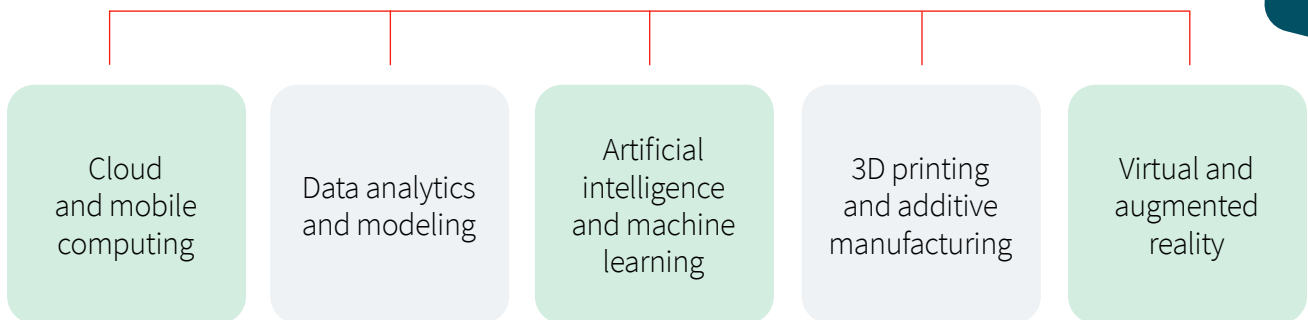 Cloud
and mobile
computing
Data analytics
and modeling
Artificial
intelligence
and machine
learning
3D printing
and additive
manufacturing
Virtual and
augmented
reality